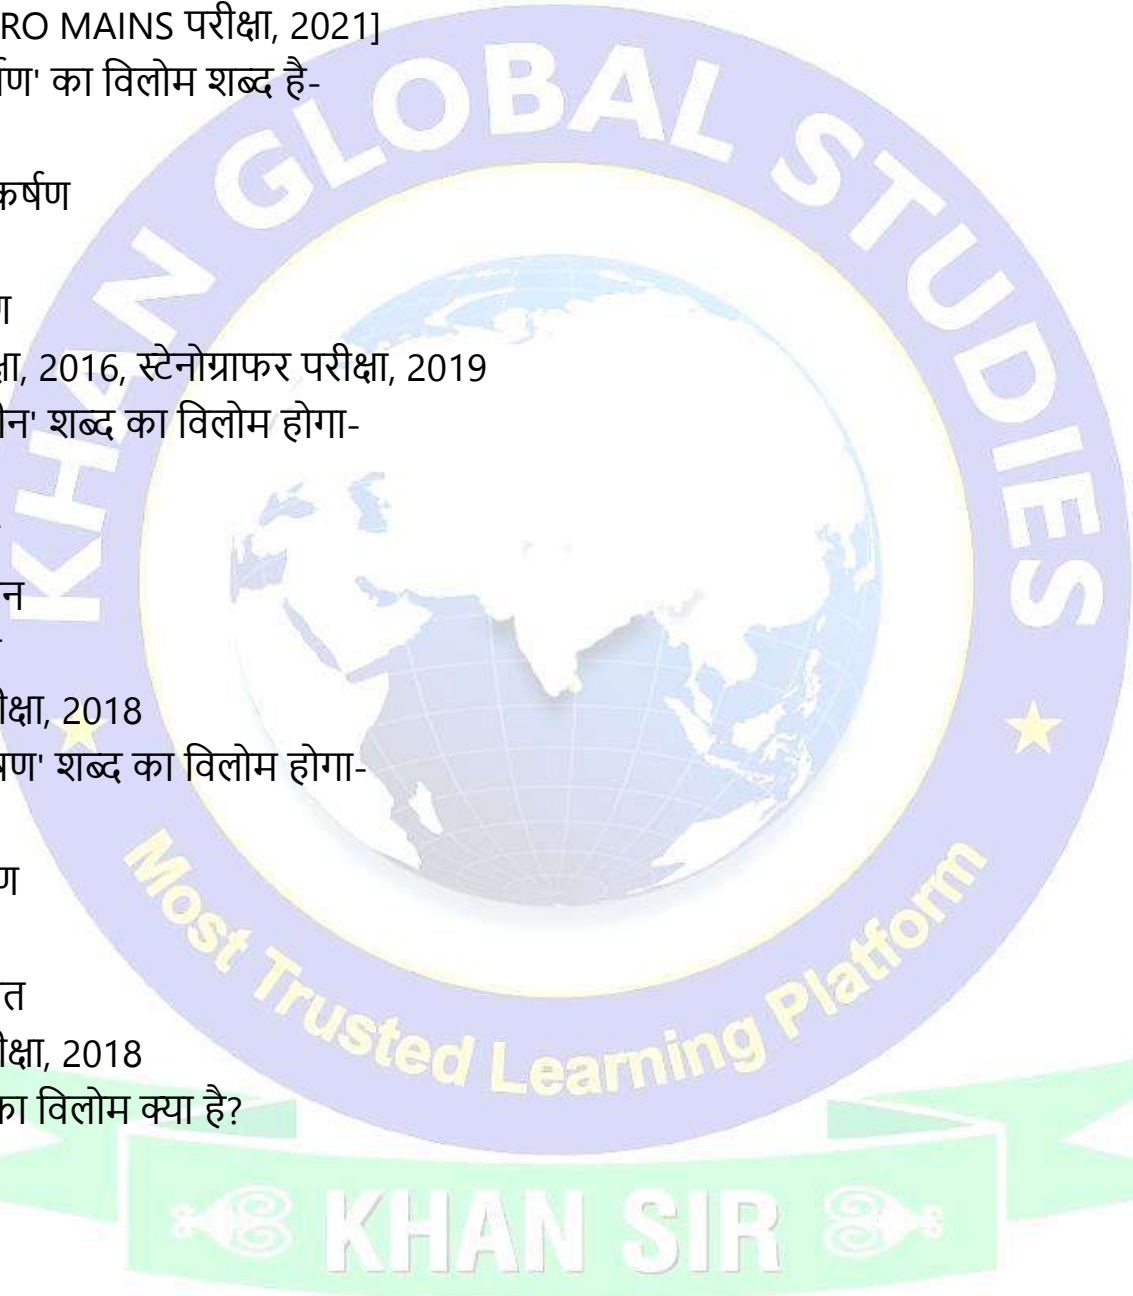 RO MAINS परीक्षा, 2021]
र्षण' का विलोम शब्द है-
कर्षण
ण
क्षा, 2016, स्टेनोग्राफर परीक्षा, 2019
ीन' शब्द का विलोम होगा-
न
ीक्षा, 2018
षण' शब्द का विलोम होगा-
ण
त
ीक्षा, 2018
का विलोम क्या है?
KHAN GLOBAL STUDIES
Most Trusted Learning Platform
KHAN SIR